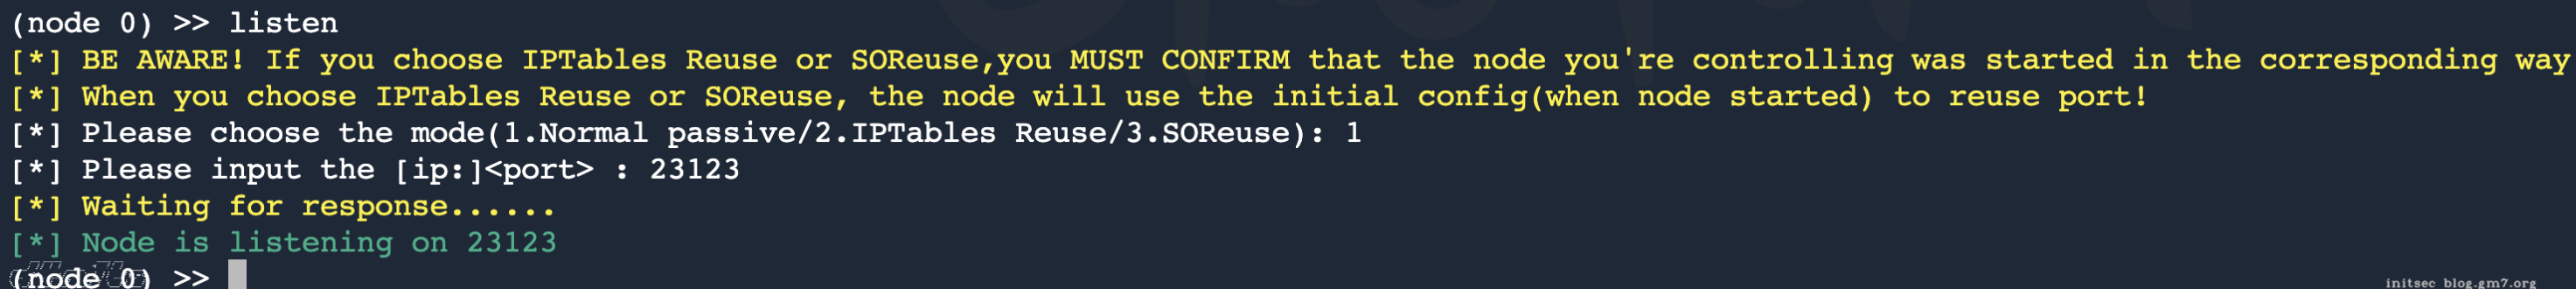 (node 0) >> listen
[*] BE AWARE! If you choose IPTables Reuse or SOReuse,you MUST CONFIRM that the node you're controlling was started in the corresponding way
[*] When you choose IPTables Reuse or SOReuse, the node will use the initial config(when node started) to reuse port!
[*] Please choose the mode(1.Normal passive/2.IPTables Reuse/3.SOReuse): 1
[*] Please input the [ip:]<port> : 23123
[*] Waiting for response......
[*] Node is listening on 23123
(node 0) >>
initsec blog.gm7.org